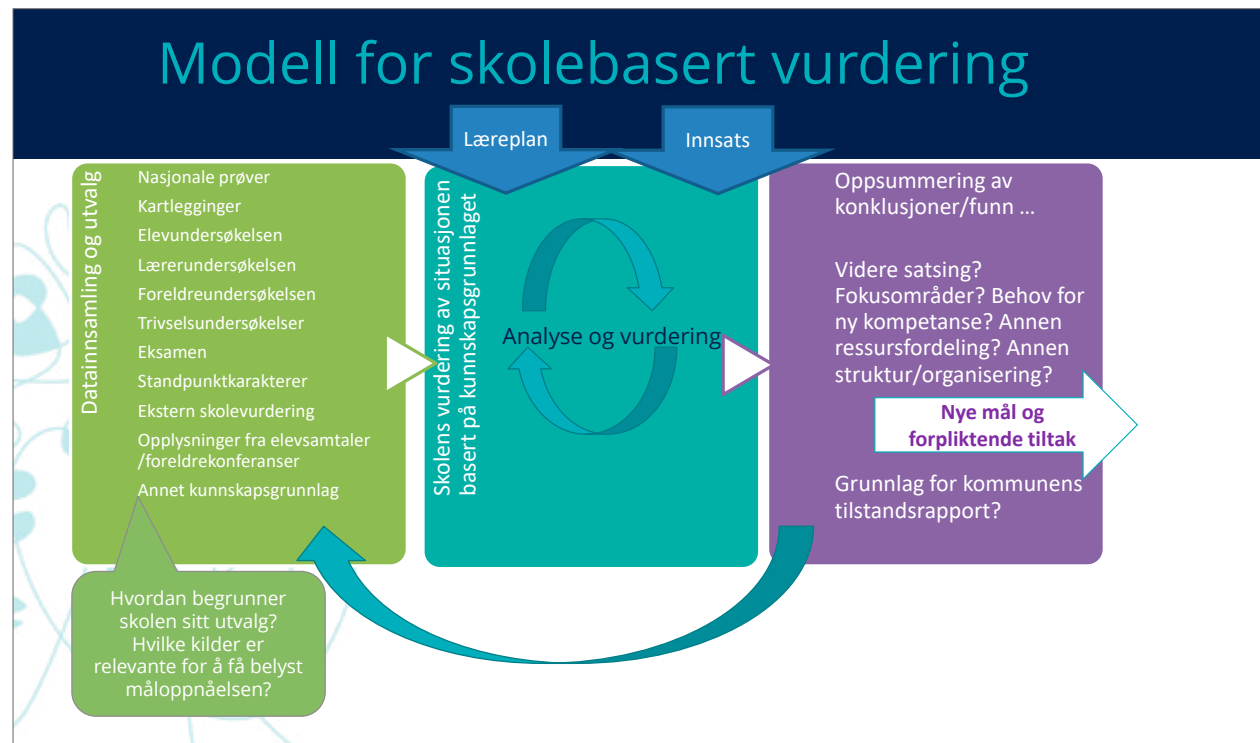 Modell for skolebasert vurdering
Læreplan
Innsats
Datainnsamling og utvalg
Nasjonale prøver
Kartlegginger
Elevundersøkelsen
Lærerundersøkelsen
Foreldreundersøkelsen
Trivselsundersøkelser
Eksamen
Standpunktkarakterer
Ekstern skolevurdering
Opplysninger fra elevsamtaler
/foreldrekonferanser
Annet kunnskapsgrunnlag
Hvordan begrunner
skolen sitt utvalg?
Hvilke kilder er
relevante for å få belyst
måloppnåelsen?
Skolens vurdering av situasjonen
basert på kunnskapsgrunnlaget
Analyse og vurdering
Oppsummering av
konklusjoner/funn ...
Videre satsing?
Fokusområder? Behov for
ny kompetanse? Annen
ressursfordeling? Annen
struktur/organisering?
Nye mål og
forpliktende tiltak
Grunnlag for kommunens
tilstandsrapport?